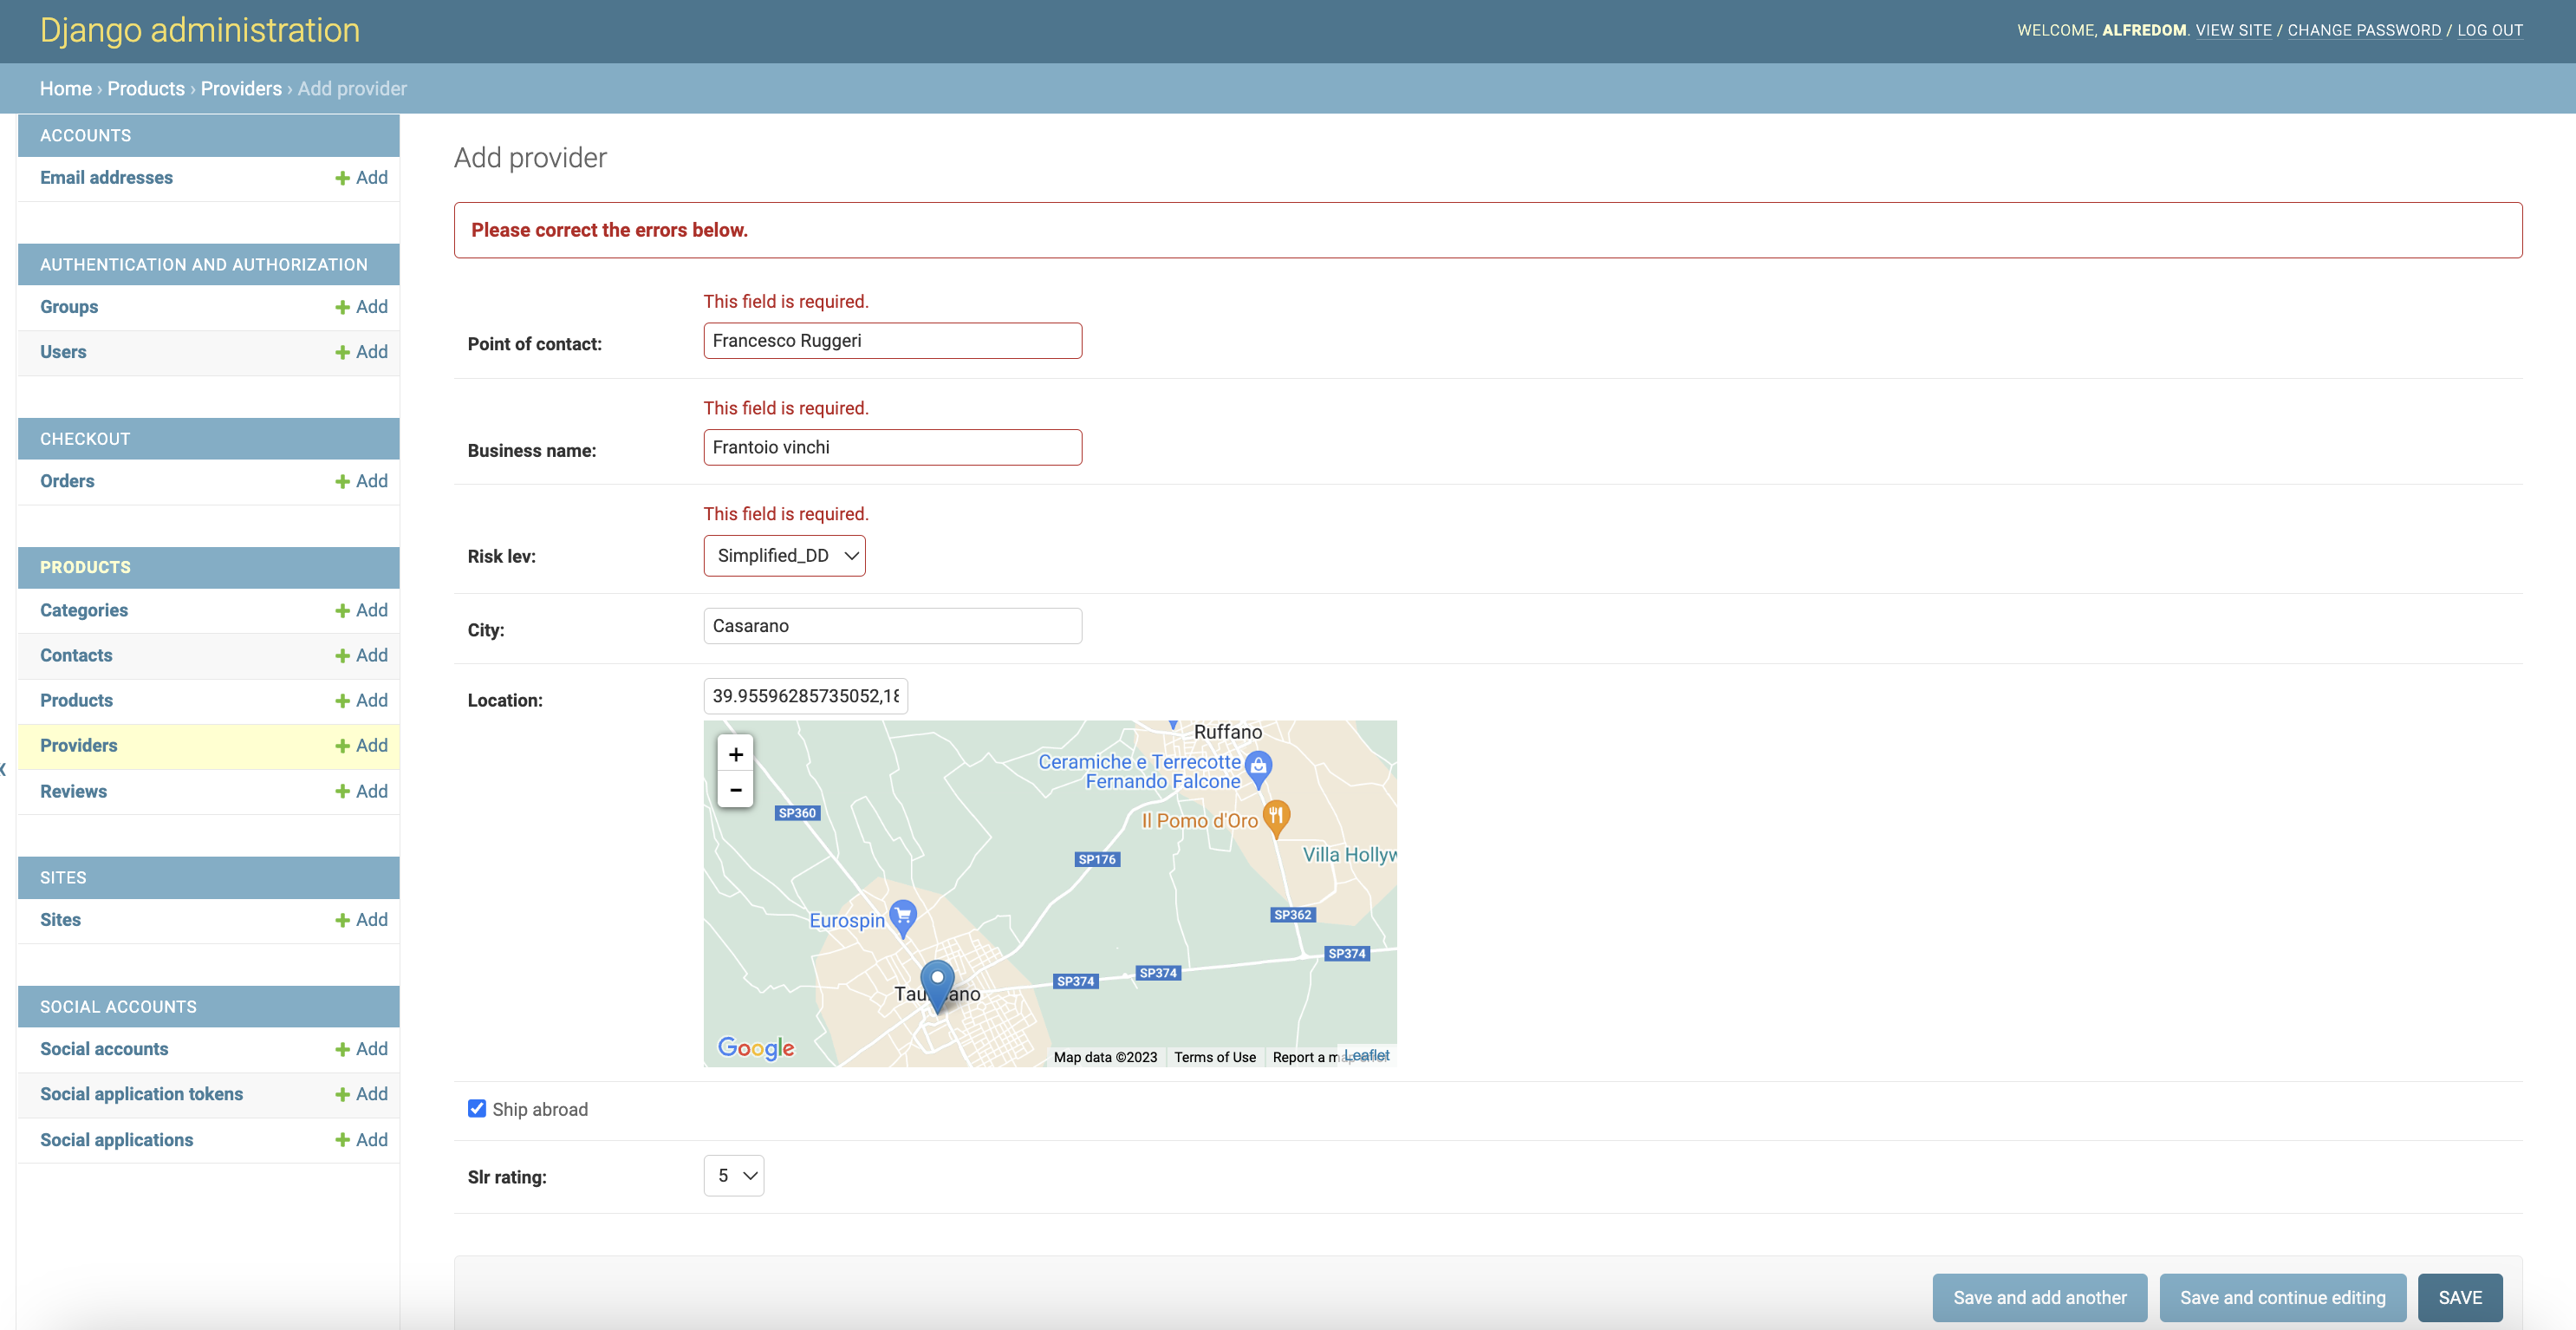 Django administration
WELCOME, ALFREDOM. VIEW SITE / CHANGE PASSWORD / LOG OUT
Home › Products › Providers › Add provider
ACCOUNTS
Email addresses + Add
AUTHENTICATION AND AUTHORIZATION
Groups + Add
Users + Add
CHECKOUT
Orders + Add
PRODUCTS
Categories + Add
Contacts + Add
Products + Add
Providers + Add
Reviews + Add
SITES
Sites + Add
SOCIAL ACCOUNTS
Social accounts + Add
Social application tokens + Add
Social applications + Add
Add provider
Please correct the errors below.
This field is required.
Point of contact: Francesco Ruggeri
This field is required.
Business name: Frantoio vinchi
This field is required.
Risk lev: Simplified_DD
City: Casarano
Location: 39.95596285735052,18
+
-
Ruffano
Ceramiche e Terrecotte
Fernando Falcone
SP360
Il Pomo d'Oro
SP176
Villa Hollyw
Eurospin
SP362
SP374
SP374
SP374
Tau ano
Google
Map data ©2023 Terms of Use Report a map error
Leaflet
Ship abroad
Slr rating: 5
Save and add another
Save and continue editing
SAVE